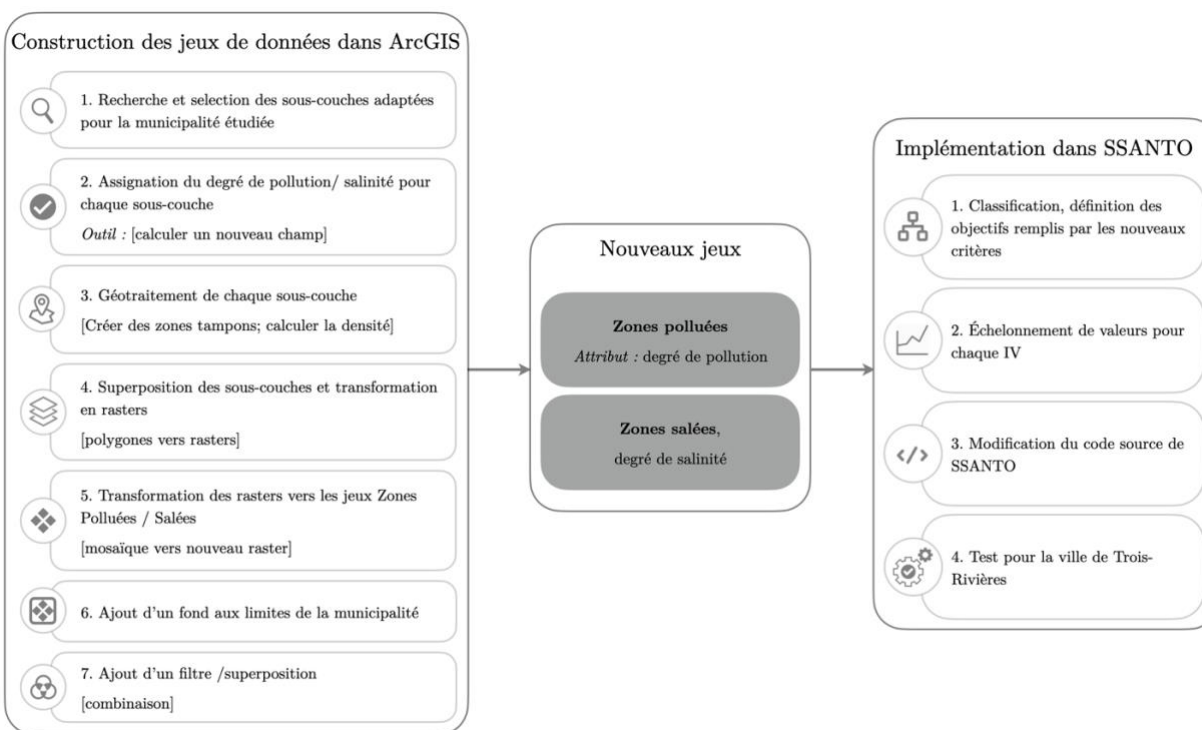 Construction des jeux de données dans ArcGIS
1. Recherche et selection des sous-couches adaptées
pour la municipalité étudiée
2. Assignation du degré de pollution/ salinité pour
chaque sous-couche
Outil : [calculer un nouveau champ]
3. Géotraitement de chaque sous-couche
[Créer des zones tampons; calculer la densité]
4. Superposition des sous-couches et transformation
en rasters
[polygones vers rasters]
5. Transformation des rasters vers les jeux Zones
Polluées / Salées
[mosaïque vers nouveau raster]
6. Ajout d'un fond aux limites de la municipalité
7. Ajout d'un filtre /superposition
[combinaison]
Nouveaux jeux
Zones polluées
Attribut : degré de pollution
Zones salées,
degré de salinité
Implémentation dans SSANTO
1. Classification, définition des
objectifs remplis par les nouveaux
critères
2. Échelonnement de valeurs pour
chaque IV
</>
3. Modification du code source de
SSANTO
4. Test pour la ville de Trois-
Rivières